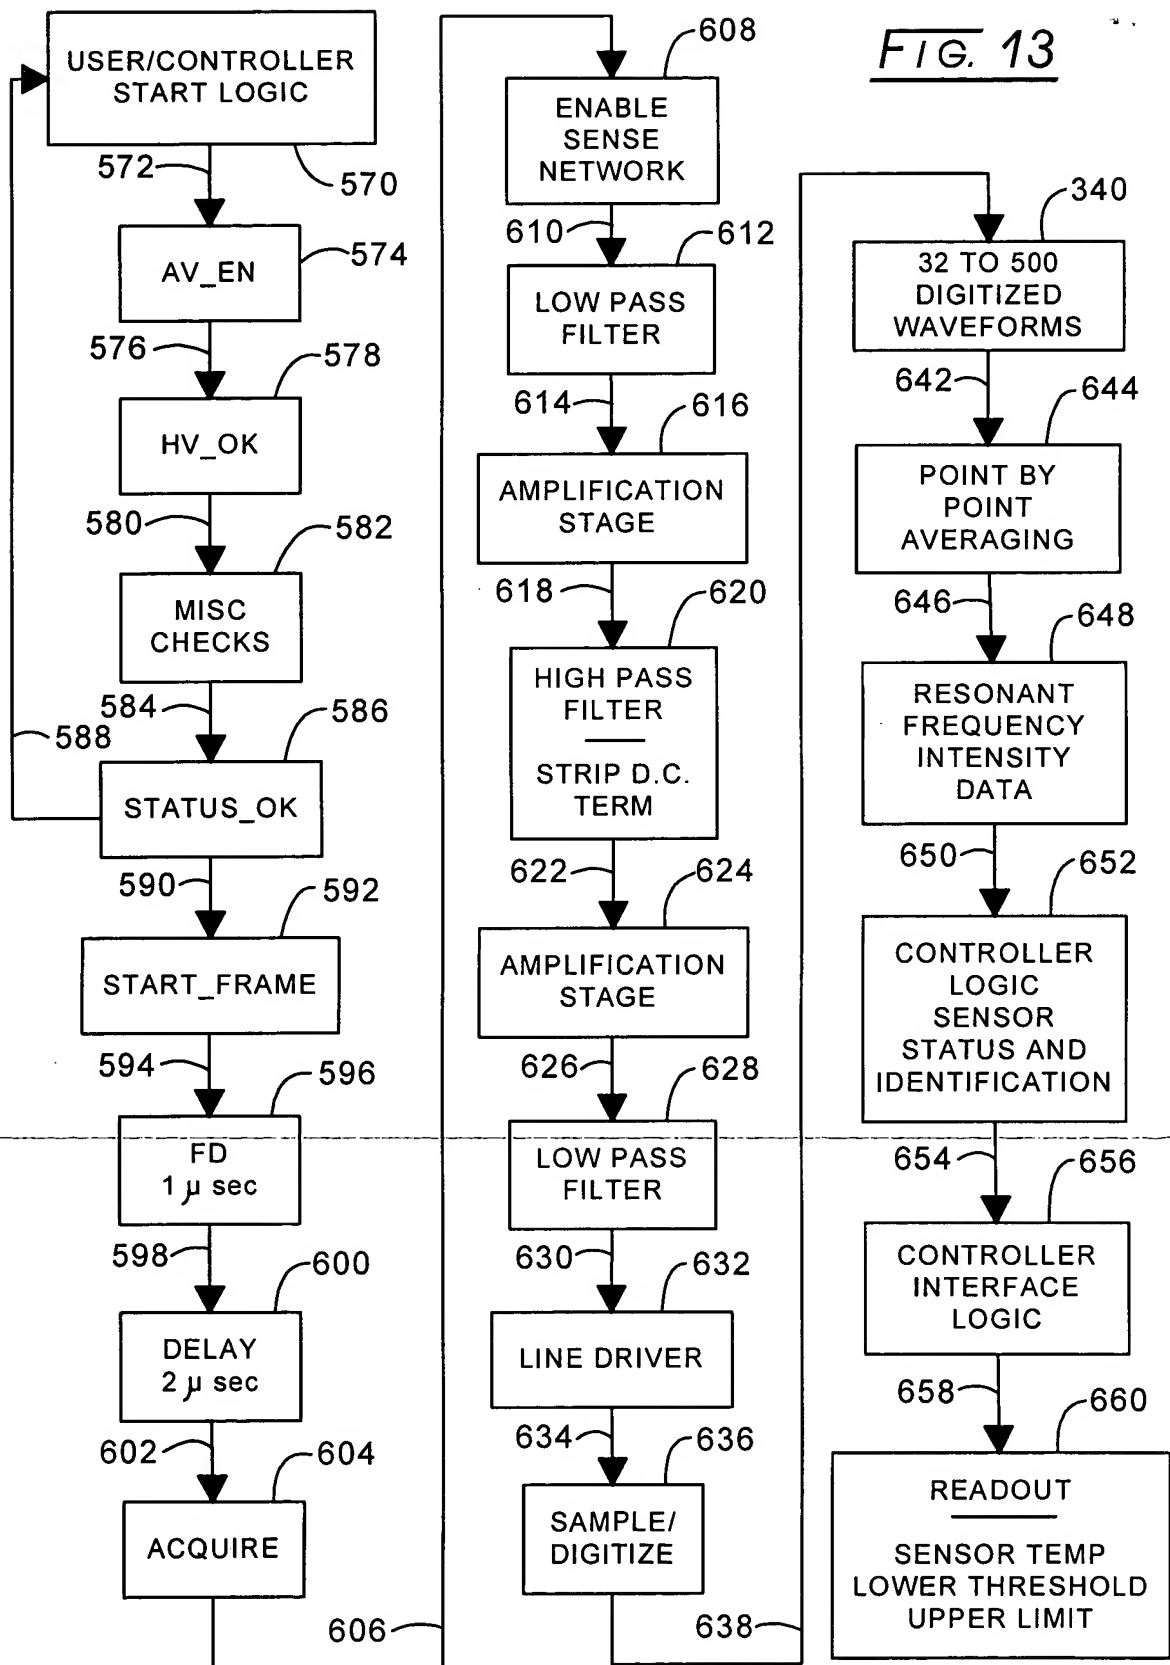 FIG. 13
USER/CONTROLLER
START LOGIC
570
572
AV_EN
574
576
HV_OK
578
580
MISC
CHECKS
582
584
STATUS_OK
586
588
590
START_FRAME
592
594
FD
1 μ sec
596
598
DELAY
2 μ sec
600
602
ACQUIRE
604
606
ENABLE
SENSE
NETWORK
608
610
LOW PASS
FILTER
612
614
AMPLIFICATION
STAGE
616
618
HIGH PASS
FILTER
STRIP D.C.
TERM
620
622
AMPLIFICATION
STAGE
624
626
LOW PASS
FILTER
628
630
LINE DRIVER
632
634
SAMPLE/
DIGITIZE
636
638
32 TO 500
DIGITIZED
WAVEFORMS
340
642
POINT BY
POINT
AVERAGING
644
646
RESONANT
FREQUENCY
INTENSITY
DATA
648
650
CONTROLLER
LOGIC
SENSOR
STATUS AND
IDENTIFICATION
652
654
CONTROLLER
INTERFACE
LOGIC
656
658
READOUT
SENSOR TEMP
LOWER THRESHOLD
UPPER LIMIT
660